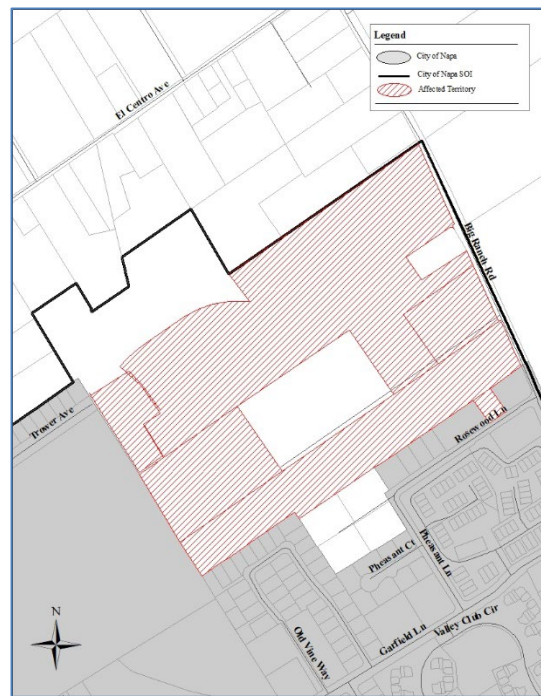 Legend
City of Napa
City of Napa SOI
Affected Territory
El Centro Ave
Big Ranch Rd
Trower Ave
Rosewood Ln
Pheasant Ct
Pheasant Ln
Old Vine Way
Garfield Ln
Valley Club Cir
N